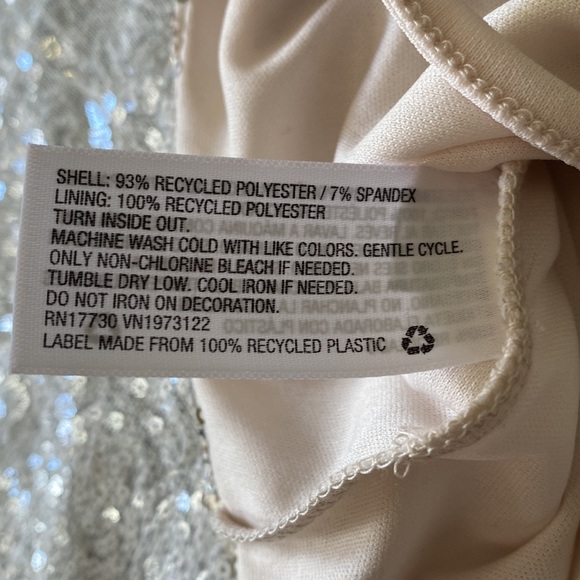 SHELL: 93% RECYCLED POLYESTER / 7% SPANDEX
LINING: 100% RECYCLED POLYESTER
TURN INSIDE OUT.
MACHINE WASH COLD WITH LIKE COLORS. GENTLE CYCLE.
ONLY NON-CHLORINE BLEACH IF NEEDED.
TUMBLE DRY LOW. COOL IRON IF NEEDED.
DO NOT IRON ON DECORATION.
RN17730 VN1973122
LABEL MADE FROM 100% RECYCLED PLASTIC